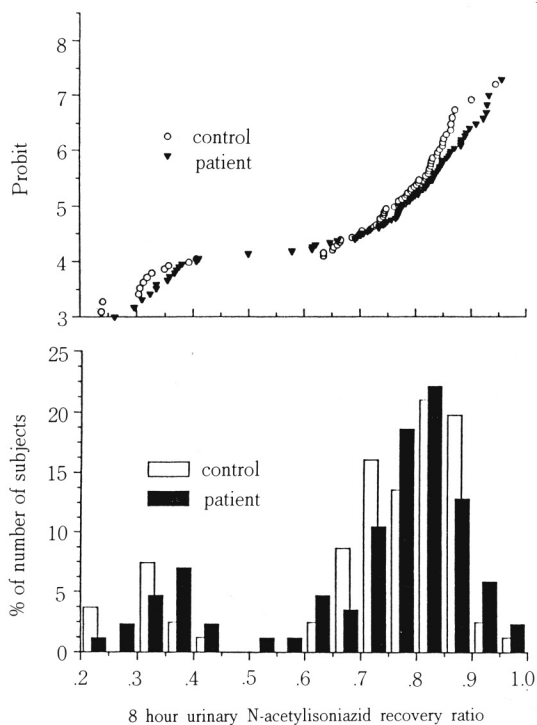 8
7
6
5
4
3
Probit
control
patient
25
20
15
10
5
0
% of number of subjects
control
patient
.2 .3 .4 .5 .6 .7 .8 .9 1.0
8 hour urinary N-acetylisoniazid recovery ratio